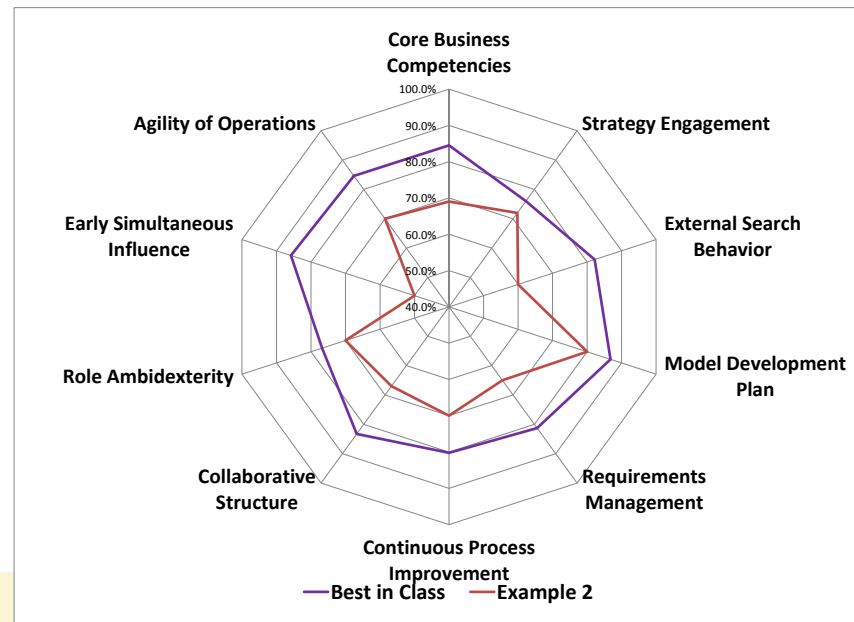 Core Business
Competencies
100.0%
90.0%
80.0%
70.0%
60.0%
50.0%
40.0%
Strategy Engagement
External Search
Behavior
Model Development
Plan
Requirements
Management
Continuous Process
Improvement
Collaborative
Structure
Role Ambidexterity
Early Simultaneous
Influence
Agility of Operations
Best in Class
Example 2